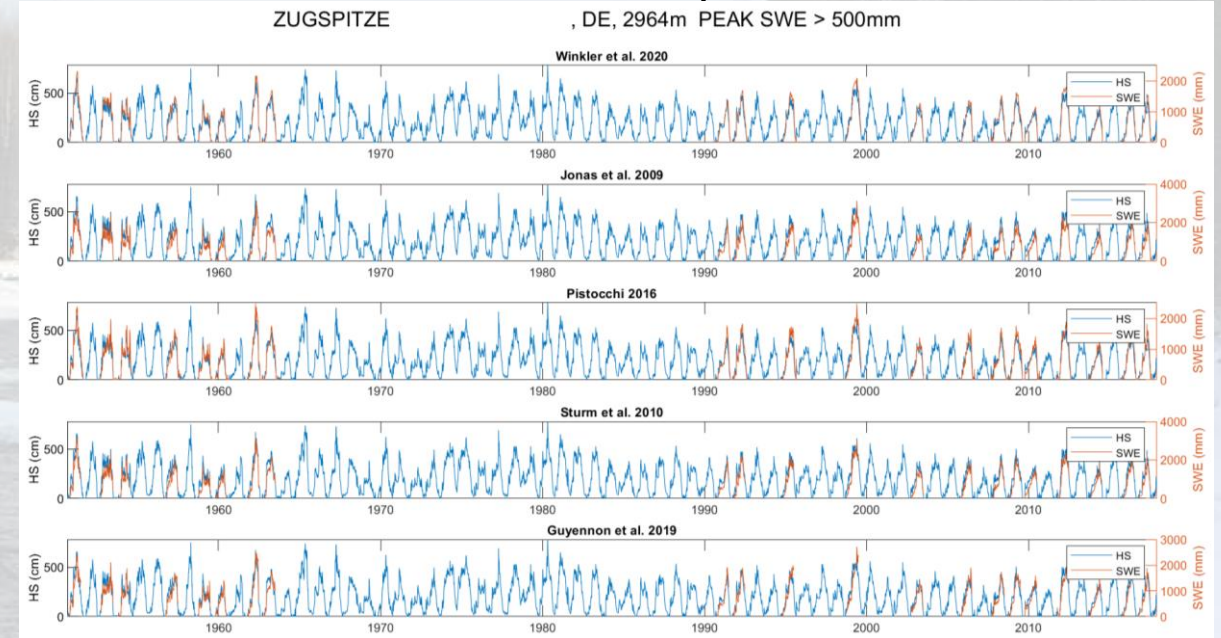 ZUGSPITZE , DE, 2964m PEAK SWE > 500mm
Winkler et al. 2020
HS (cm)
500
0
HS
SWE
2000
1000
0
SWE (mm)
1960 1970 1980 1990 2000 2010
Jonas et al. 2009
HS (cm)
500
0
HS
SWE
4000
2000
0
SWE (mm)
1960 1970 1980 1990 2000 2010
Pistocchi 2016
HS (cm)
500
0
HS
SWE
2000
1000
0
SWE (mm)
1960 1970 1980 1990 2000 2010
Sturm et al. 2010
HS (cm)
500
0
HS
SWE
4000
2000
0
SWE (mm)
1960 1970 1980 1990 2000 2010
Guyennon et al. 2019
HS (cm)
500
0
HS
SWE
3000
2000
1000
0
SWE (mm)
1960 1970 1980 1990 2000 2010